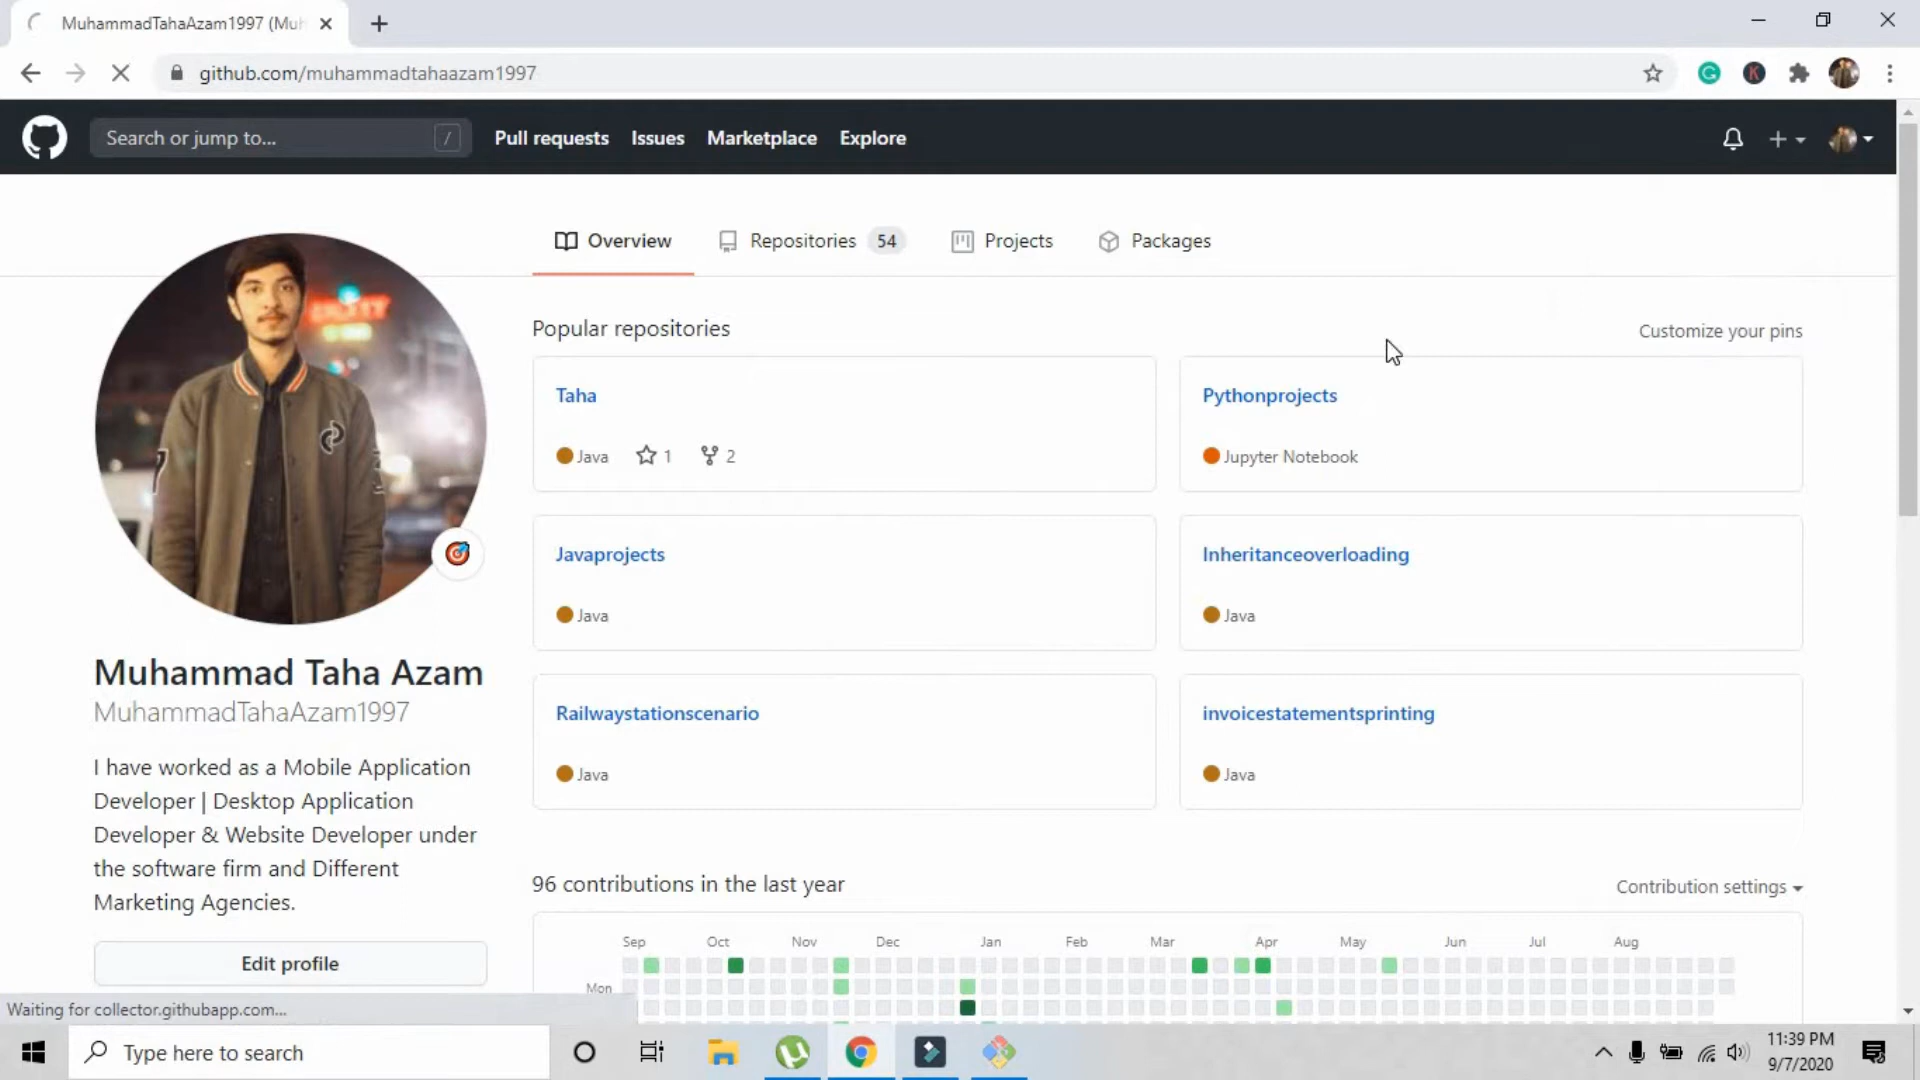 MuhammadTahaAzam1997 (Muh
github.com/muhammadtahaazam1997
Search or jump to... /
Pull requests Issues Marketplace Explore
Overview Repositories 54 Projects Packages
Popular repositories Customize your pins
Taha
Java 1 2
Pythonprojects
Jupyter Notebook
Javaprojects
Java
Inheritanceoverloading
Java
Railwaystationscenario
Java
invoicestatementsprinting
Java
Muhammad Taha Azam
MuhammadTahaAzam1997
I have worked as a Mobile Application
Developer | Desktop Application
Developer & Website Developer under
the software firm and Different
Marketing Agencies.
Edit profile
96 contributions in the last year Contribution settings
Sep Oct Nov Dec Jan Feb Mar Apr May Jun Jul Aug
Mon
Waiting for collector.githubapp.com...
Type here to search
11:39 PM
9/7/2020